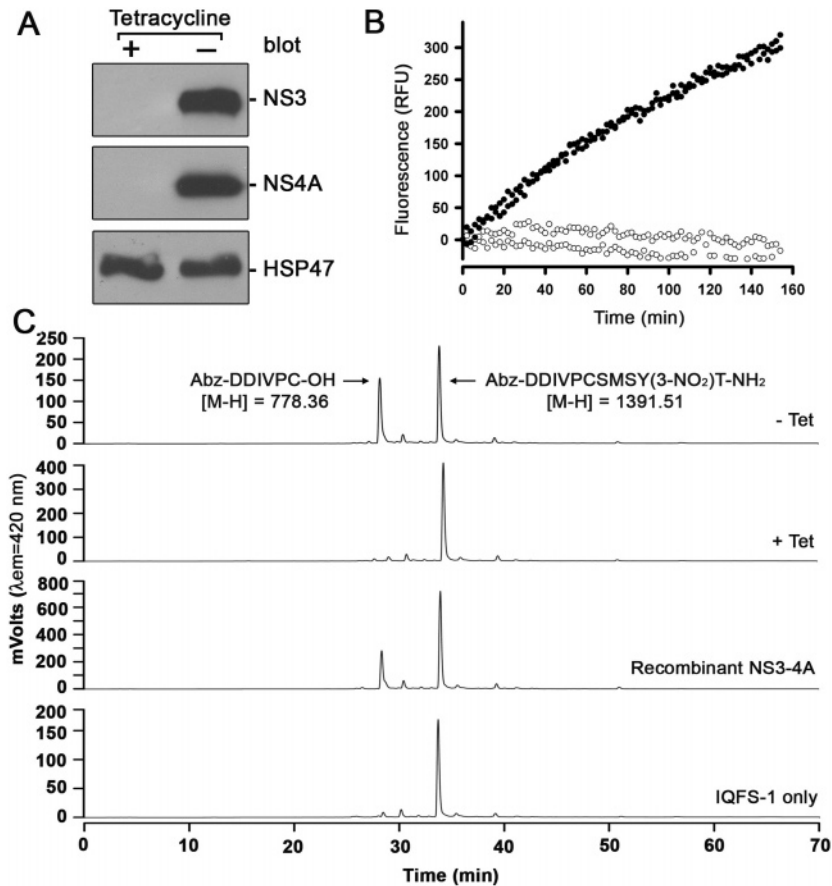 A
Tetracycline
+ – blot
NS3
NS4A
HSP47
B
Fluorescence (RFU)
300
250
200
150
100
50
0
0 20 40 60 80 100 120 140 160
Time (min)
C
mVolts (λem=420 nm)
250
200
150
100
50
0
Abz-DDIVPC-OH
[M-H] = 778.36
Abz-DDIVPCSMSY(3-NO₂)T-NH₂
[M-H] = 1391.51
- Tet
400
300
200
100
0
+ Tet
800
600
400
200
0
Recombinant NS3-4A
200
150
100
50
0
IQFS-1 only
0 10 20 30 40 50 60 70
Time (min)